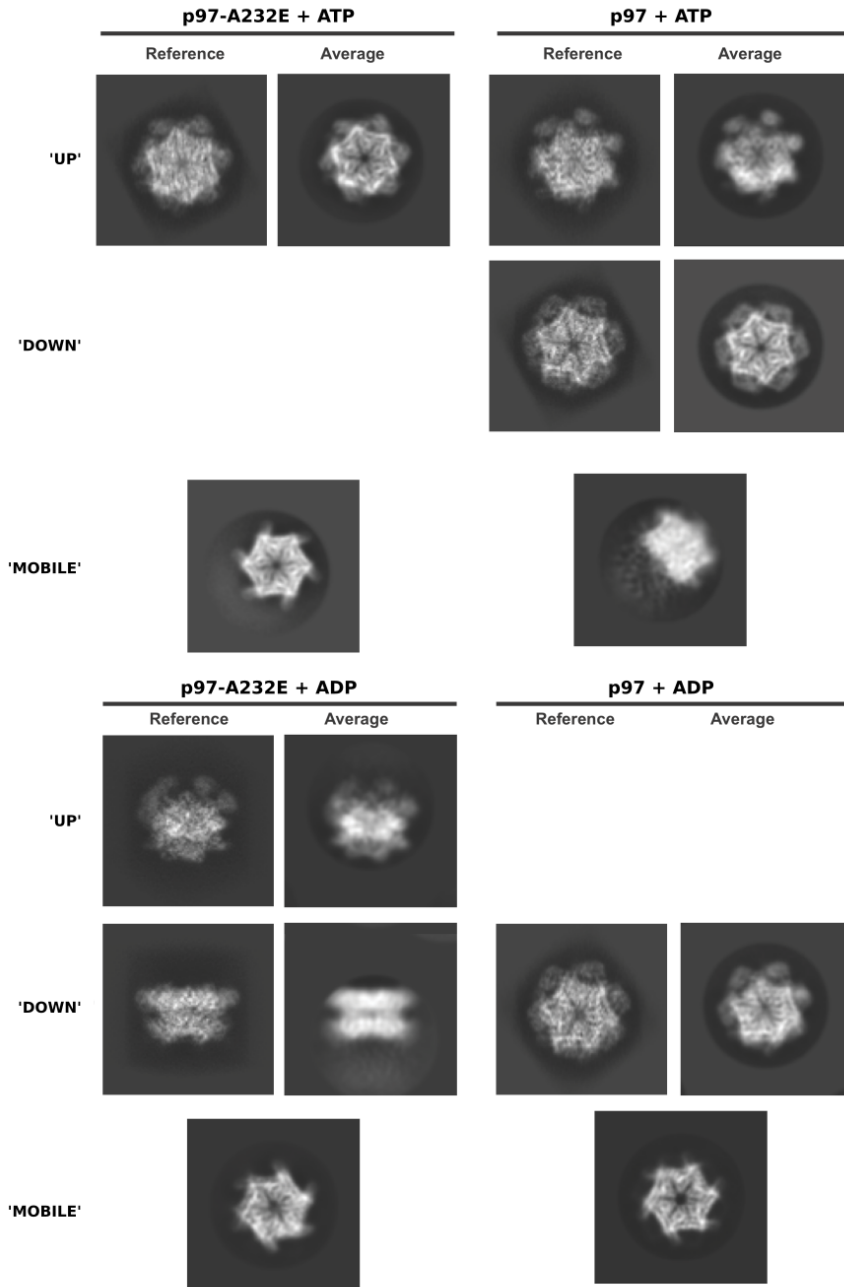 p97-A232E + ATP p97 + ATP
Reference Average Reference Average
'UP'
'DOWN'
'MOBILE'
p97-A232E + ADP p97 + ADP
Reference Average Reference Average
'UP'
'DOWN'
'MOBILE'